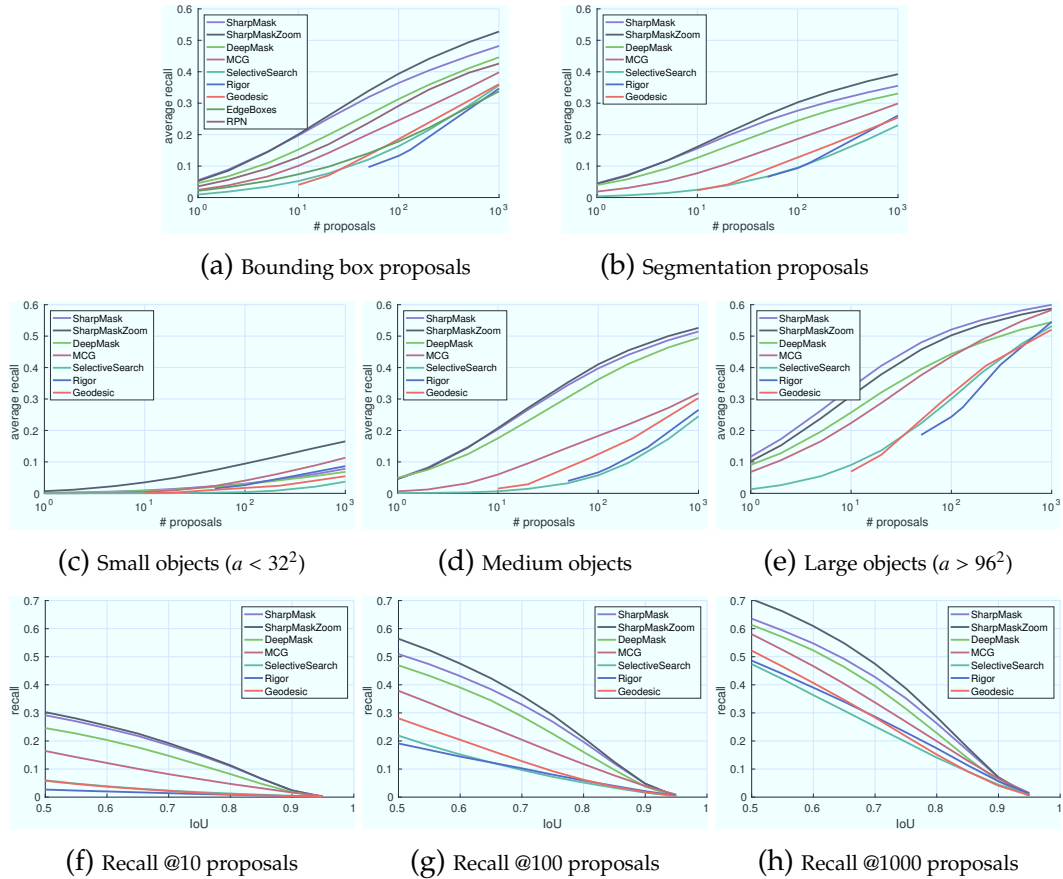 0.6
0.5
0.4
0.3
0.2
0.1
0
average recall
SharpMask
SharpMaskZoom
DeepMask
MCG
SelectiveSearch
Rigor
Geodesic
EdgeBoxes
RPN
10^0 10^1 10^2 10^3
# proposals
(a) Bounding box proposals
0.6
0.5
0.4
0.3
0.2
0.1
0
average recall
SharpMask
SharpMaskZoom
DeepMask
MCG
SelectiveSearch
Rigor
Geodesic
10^0 10^1 10^2 10^3
# proposals
(b) Segmentation proposals
0.6
0.5
0.4
0.3
0.2
0.1
0
average recall
SharpMask
SharpMaskZoom
DeepMask
MCG
SelectiveSearch
Rigor
Geodesic
10^0 10^1 10^2 10^3
# proposals
(c) Small objects (a < 32²)
0.6
0.5
0.4
0.3
0.2
0.1
0
average recall
SharpMask
SharpMaskZoom
DeepMask
MCG
SelectiveSearch
Rigor
Geodesic
10^0 10^1 10^2 10^3
# proposals
(d) Medium objects
0.6
0.5
0.4
0.3
0.2
0.1
0
average recall
SharpMask
SharpMaskZoom
DeepMask
MCG
SelectiveSearch
Rigor
Geodesic
10^0 10^1 10^2 10^3
# proposals
(e) Large objects (a > 96²)
0.7
0.6
0.5
0.4
0.3
0.2
0.1
0
recall
SharpMask
SharpMaskZoom
DeepMask
MCG
SelectiveSearch
Rigor
Geodesic
0.5 0.6 0.7 0.8 0.9 1
IoU
(f) Recall @10 proposals
0.7
0.6
0.5
0.4
0.3
0.2
0.1
0
recall
SharpMask
SharpMaskZoom
DeepMask
MCG
SelectiveSearch
Rigor
Geodesic
0.5 0.6 0.7 0.8 0.9 1
IoU
(g) Recall @100 proposals
0.7
0.6
0.5
0.4
0.3
0.2
0.1
0
recall
SharpMask
SharpMaskZoom
DeepMask
MCG
SelectiveSearch
Rigor
Geodesic
0.5 0.6 0.7 0.8 0.9 1
IoU
(h) Recall @1000 proposals